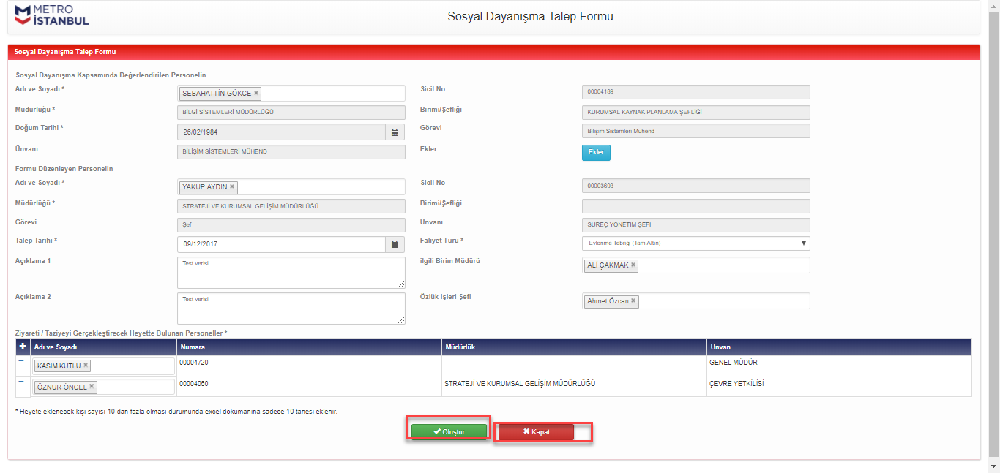 METRO
İSTANBUL
Sosyal Dayanışma Talep Formu
Sosyal Dayanışma Talep Formu
Sosyal Dayanışma Kapsamında Değerlendirilen Personelin
Adı ve Soyadı * SEBAHATTİN GÖKCE × Sicil No 00004189
Müdürlüğü * BİLGİ SİSTEMLERİ MÜDÜRLÜĞÜ Birimi/Şefliği KURUMSAL KAYNAK PLANLAMA ŞEFLİĞİ
Doğum Tarihi * 26/02/1984 Görevi Bilişim Sistemleri Mühend
Ünvanı BİLİŞİM SİSTEMLERİ MÜHEND Ekler Ekler
Formu Düzenleyen Personelin
Adı ve Soyadı * YAKUP AYDIN × Sicil No 00003693
Müdürlüğü * STRATEJİ VE KURUMSAL GELİŞİM MÜDÜRLÜĞÜ Birimi/Şefliği
Görevi Şef Ünvanı SÜREÇ YÖNETİM ŞEFİ
Talep Tarihi * 09/12/2017 Faliyet Türü * Evlenme Tebriği (Tam Altın)
Açıklama 1 Test verisi ilgili Birim Müdürü ALİ ÇAKMAK ×
Açıklama 2 Test verisi Özlük işleri Şefi Ahmet Özcan ×
Ziyareti / Taziyeyi Gerçekleştirecek Heyette Bulunan Personeller *
+ Adı ve Soyadı Numara Müdürlük Ünvan
− KASIM KUTLU × 00004720 GENEL MÜDÜR
− ÖZNUR ÖNCEL × 00004060 STRATEJİ VE KURUMSAL GELİŞİM MÜDÜRLÜĞÜ ÇEVRE YETKİLİSİ
* Heyete eklenecek kişi sayısı 10 dan fazla olması durumunda excel dokümanına sadece 10 tanesi eklenir.
✔ Oluştur ✖ Kapat